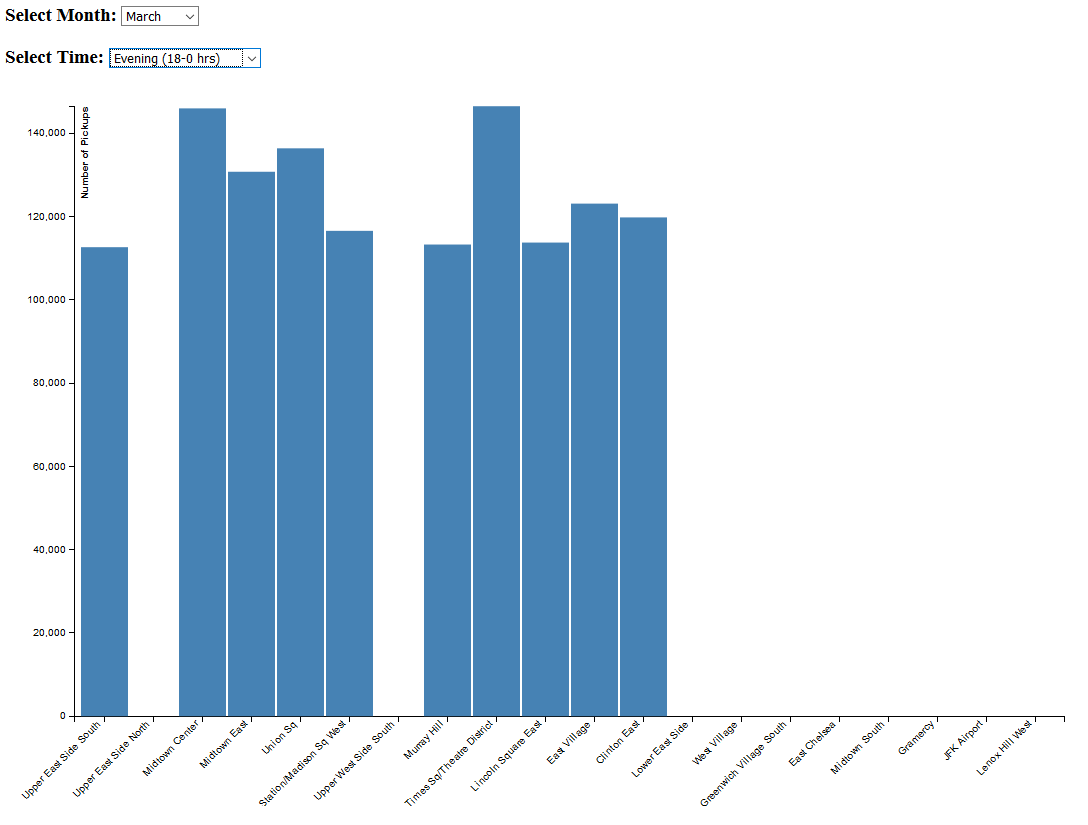 Select Month: March
Select Time: Evening (18-0 hrs)
Number of Pickups
140,000
120,000
100,000
80,000
60,000
40,000
20,000
0
Upper East Side South
Upper East Side North
Midtown Center
Midtown East
Union Sq
Station/Madison Sq West
Upper West Side South
Murray Hill
Times Sq/Theatre District
Lincoln Square East
East Village
Clinton East
Lower East Side
West Village
Greenwich Village South
East Chelsea
Midtown South
Gramercy
JFK Airport
Lenox Hill West